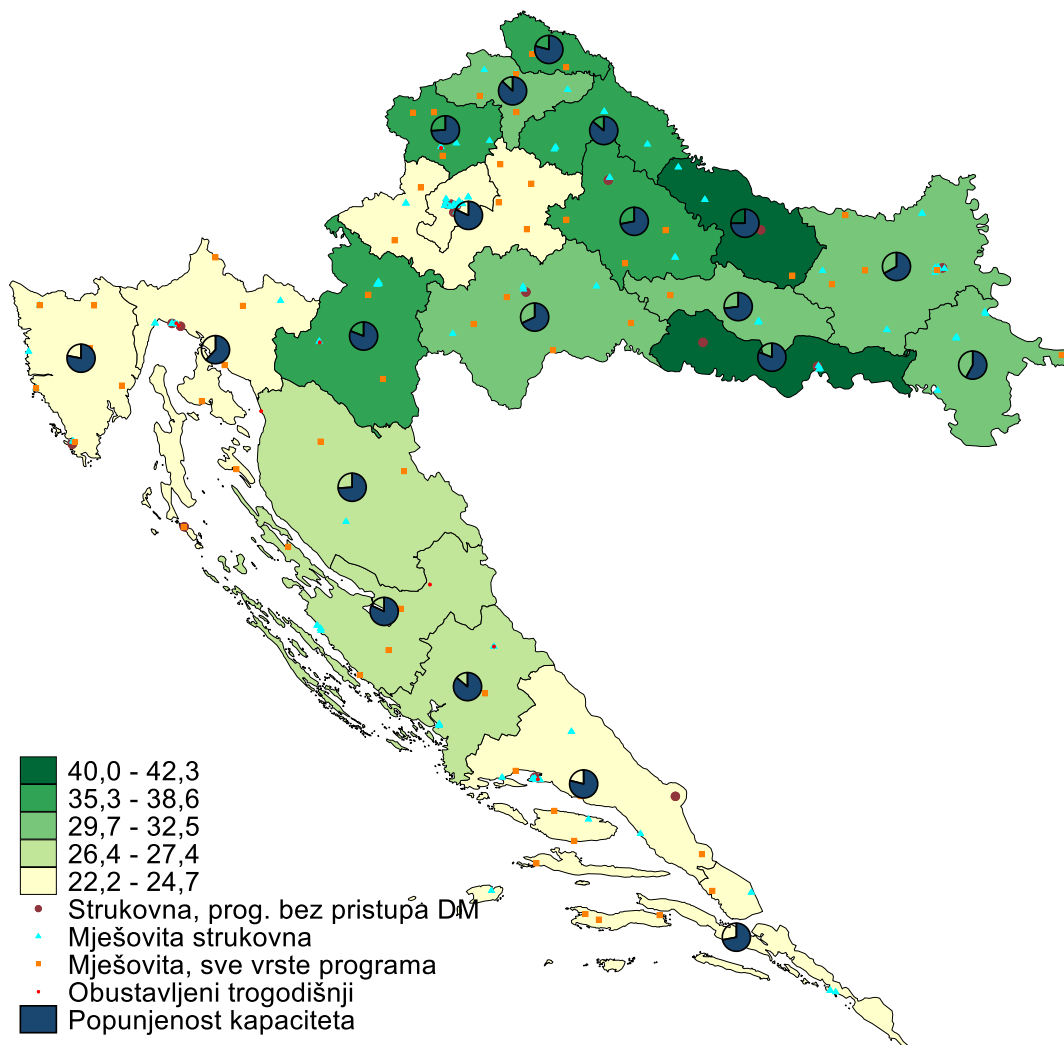 40,0 - 42,3
35,3 - 38,6
29,7 - 32,5
26,4 - 27,4
22,2 - 24,7
Strukovna, prog. bez pristupa DM
Mješovita strukovna
Mješovita, sve vrste programa
Obustavljeni trogodišnji
Popunjenost kapaciteta